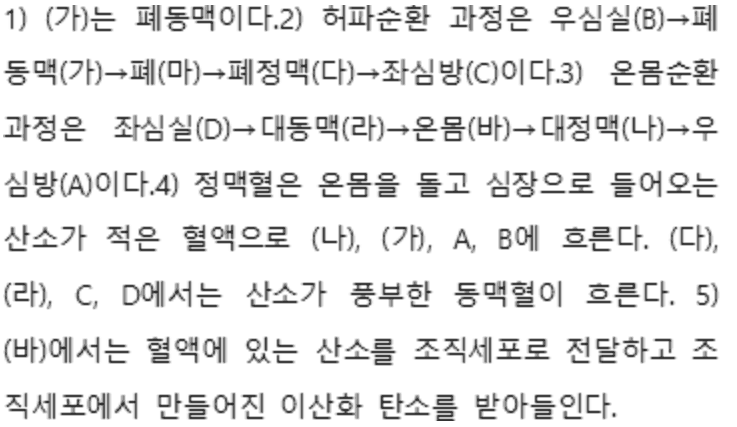 1) (가)는 폐동맥이다.2) 허파순환 과정은 우심실(B)→폐
동맥(가)→폐(마)→폐정맥(다)→좌심방(C)이다.3) 온몸순환
과정은 좌심실(D)→대동맥(라)→온몸(바)→대정맥(나)→우
심방(A)이다.4) 정맥혈은 온몸을 돌고 심장으로 들어오는
산소가 적은 혈액으로 (나), (가), A, B에 흐른다. (다),
(라), C, D에서는 산소가 풍부한 동맥혈이 흐른다. 5)
(바)에서는 혈액에 있는 산소를 조직세포로 전달하고 조
직세포에서 만들어진 이산화 탄소를 받아들인다.